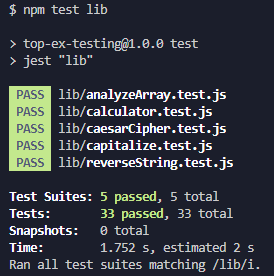 $ npm test lib
> top-ex-testing@1.0.0 test
> jest "lib"
PASS lib/analyzeArray.test.js
PASS lib/calculator.test.js
PASS lib/caesarCipher.test.js
PASS lib/capitalize.test.js
PASS lib/reverseString.test.js
Test Suites: 5 passed, 5 total
Tests: 33 passed, 33 total
Snapshots: 0 total
Time: 1.752 s, estimated 2 s
Ran all test suites matching /lib/i.